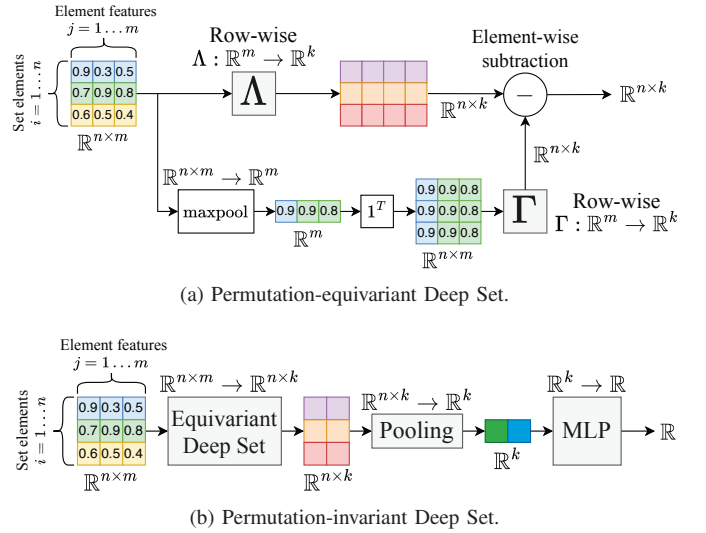 Element features
j = 1 … m
Set elements
i = 1 … n
0.9 0.3 0.5
0.7 0.9 0.8
0.6 0.5 0.4
ℝ^{n×m}
Row-wise
Λ : ℝ^m → ℝ^k
Λ
ℝ^{n×k}
Element-wise
subtraction
−
ℝ^{n×k}
ℝ^{n×k}
ℝ^{n×m} → ℝ^m
maxpool
0.9 0.9 0.8
ℝ^m
1^T
0.9 0.9 0.8
0.9 0.9 0.8
0.9 0.9 0.8
ℝ^{n×m}
Γ
Row-wise
Γ : ℝ^m → ℝ^k
(a) Permutation-equivariant Deep Set.
Element features
j = 1 … m
Set elements
i = 1 … n
0.9 0.3 0.5
0.7 0.9 0.8
0.6 0.5 0.4
ℝ^{n×m}
ℝ^{n×m} → ℝ^{n×k}
Equivariant
Deep Set
ℝ^{n×k}
ℝ^{n×k} → ℝ^k
Pooling
ℝ^k
ℝ^k → ℝ
MLP
ℝ
(b) Permutation-invariant Deep Set.